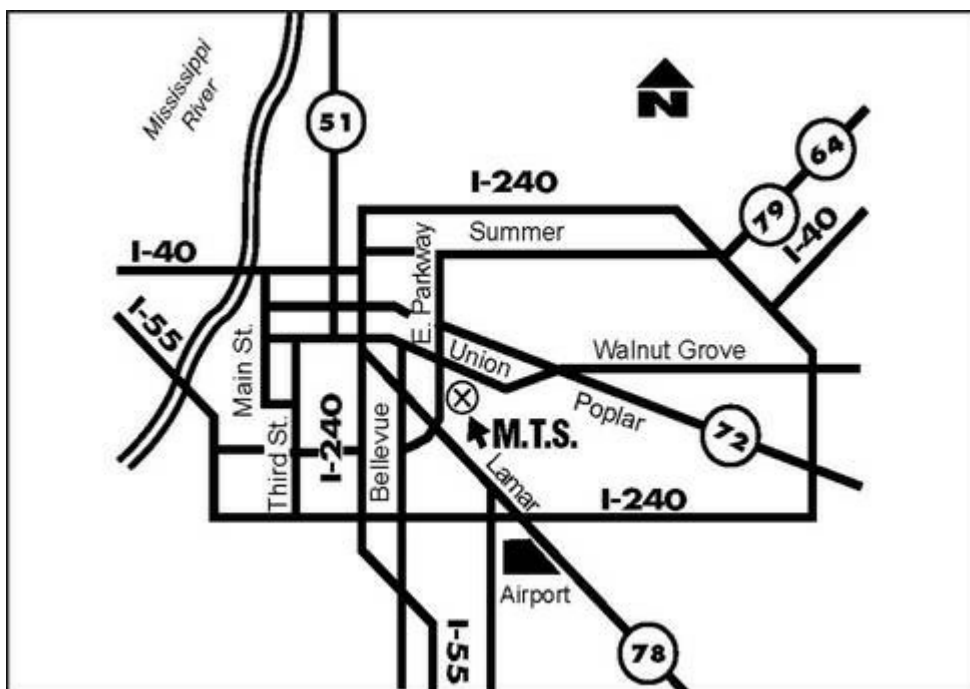 Mississippi
River
51
N
64
79
I-240
I-40
Summer
I-40
E. Parkway
I-55
Main St.
Union
Walnut Grove
Poplar
72
M.T.S.
Third St.
I-240
Bellevue
Lamar
I-240
Airport
I-55
78